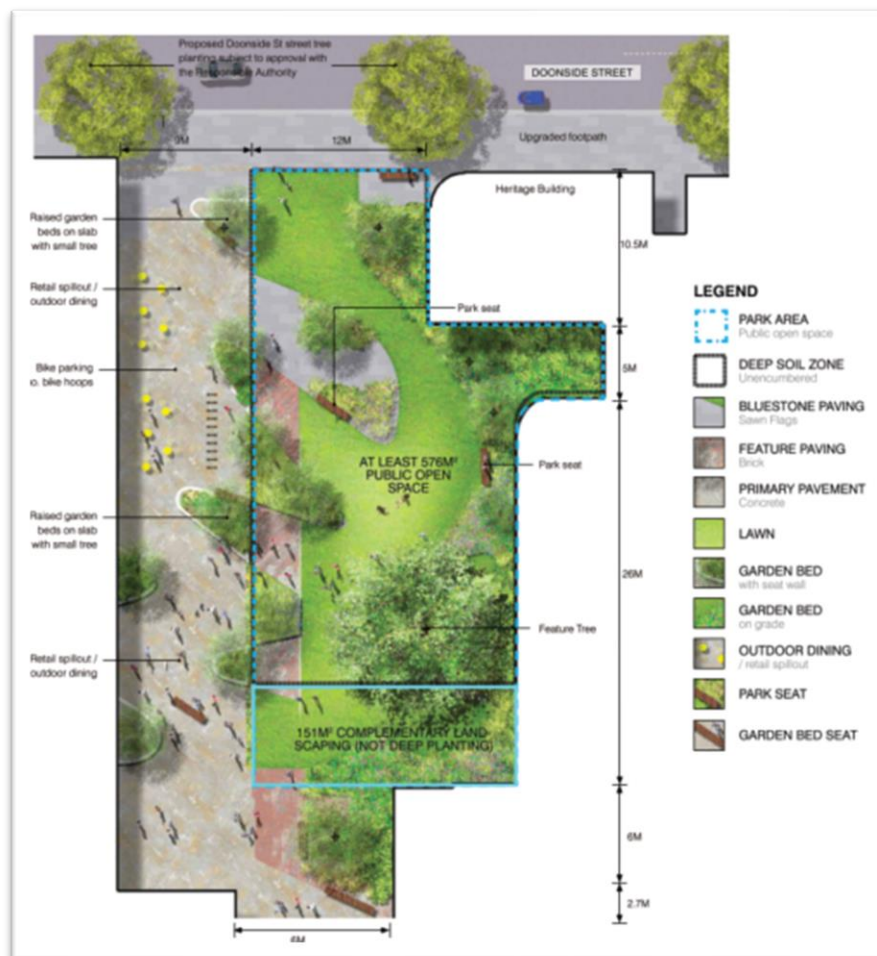 Proposed Doonside St street tree
planting subject to approval with
the Responsible Authority
DOONSIDE STREET
9M
12M
Upgraded footpath
Heritage Building
Raised garden
beds on slab
with small tree
10.5M
Retail spillout /
outdoor dining
Park seat
Bike parking
bike hoops
5M
AT LEAST 576M²
PUBLIC OPEN
SPACE
Park seat
Raised garden
beds on slab
with small tree
26M
Feature Tree
Retail spillout /
outdoor dining
151M² COMPLEMENTARY LAND
SCAPING (NOT DEEP PLANTING)
6M
2.7M
6M
LEGEND
PARK AREA
Public open space
DEEP SOIL ZONE
Unencumbered
BLUESTONE PAVING
Sawn Flags
FEATURE PAVING
Brick
PRIMARY PAVEMENT
Concrete
LAWN
GARDEN BED
with seat wall
GARDEN BED
on grade
OUTDOOR DINING
/ retail spillout
PARK SEAT
GARDEN BED SEAT